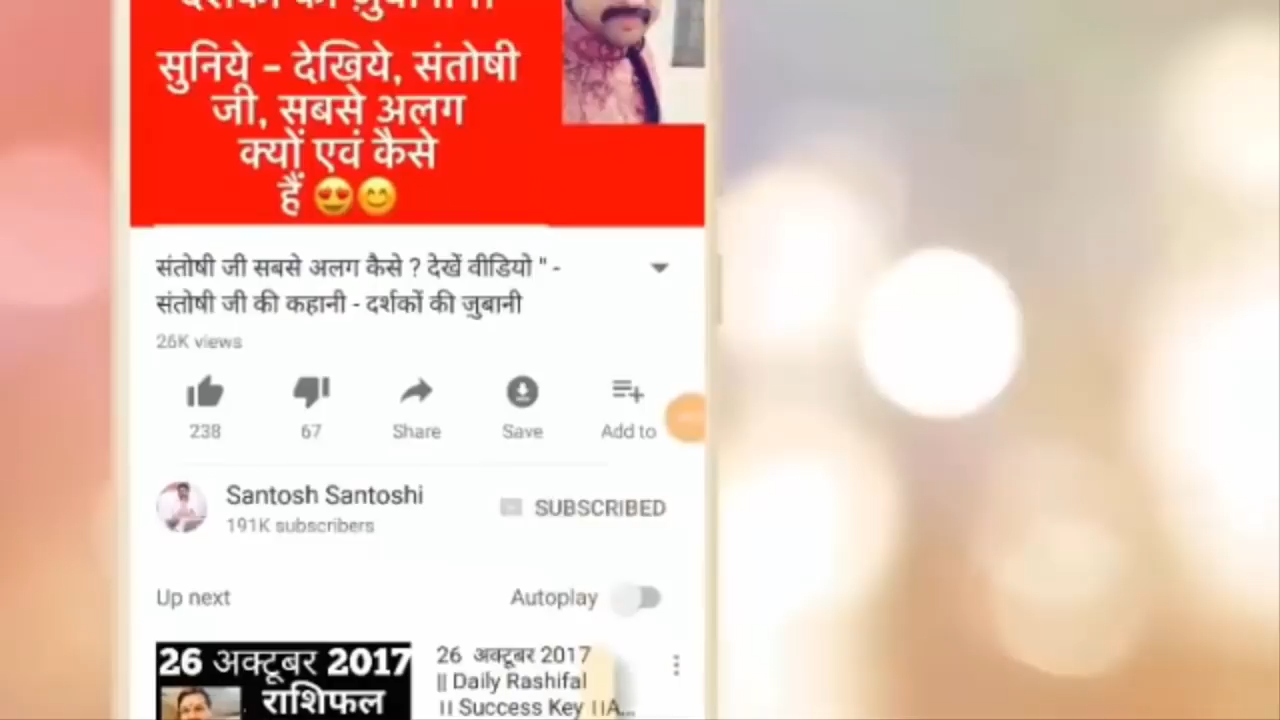 सुनिये - देखिये, संतोषी
जी, सबसे अलग
क्यों एवं कैसे
हैं 😍😊
संतोषी जी सबसे अलग कैसे ? देखें वीडियो " -
संतोषी जी की कहानी - दर्शकों की जुबानी
26K views
238
67
Share
Save
Add to
Santosh Santoshi
191K subscribers
SUBSCRIBED
Up next
Autoplay
26 अक्टूबर 2017
राशिफल
26 अक्टूबर 2017
|| Daily Rashifal
।। Success Key ।।A...